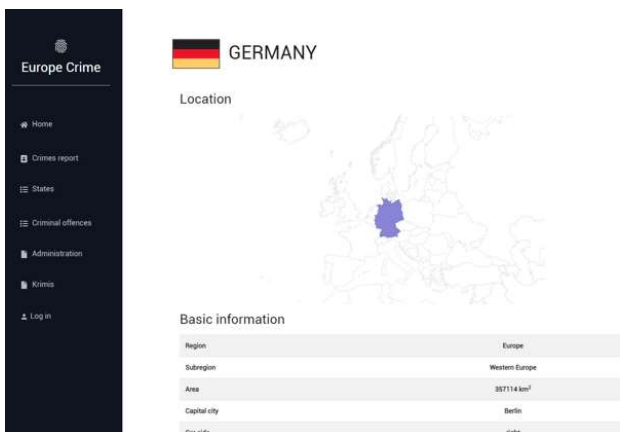 Europe Crime
Home
Crimes report
States
Criminal offences
Administration
Krimis
Log in
GERMANY
Location
Basic information
Region Europe
Subregion Western Europe
Area 357114 km²
Capital city Berlin